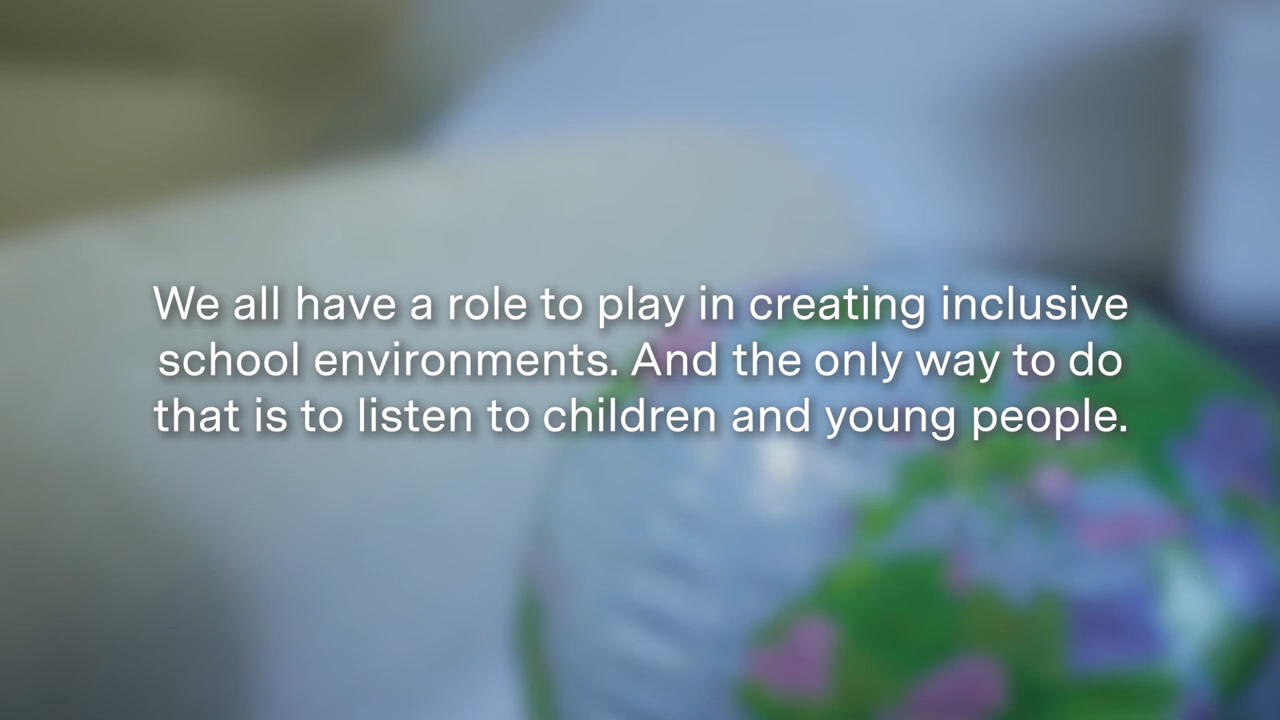 We all have a role to play in creating inclusive
school environments. And the only way to do
that is to listen to children and young people.